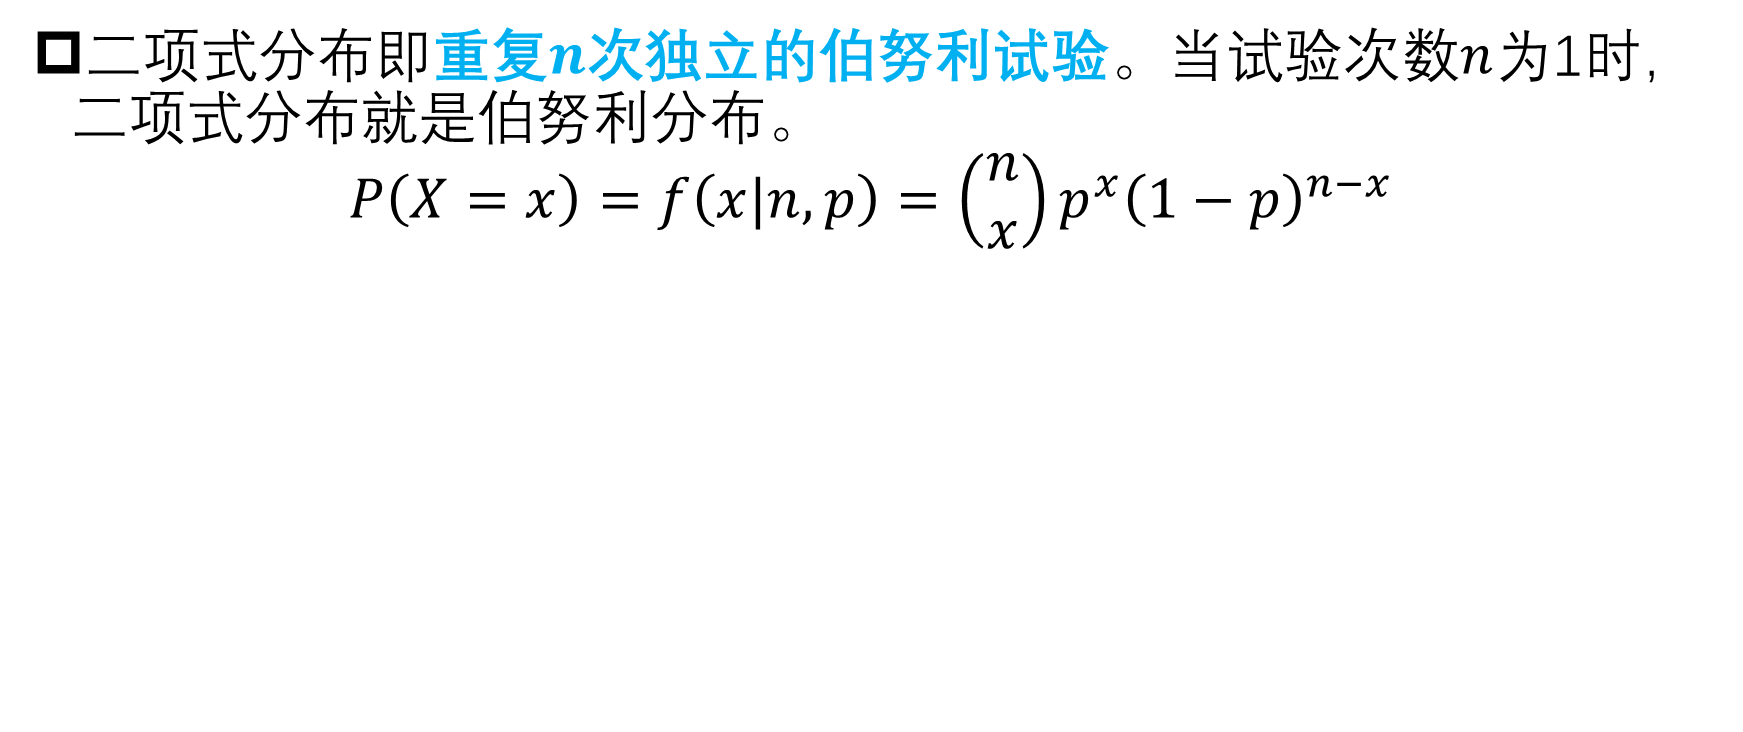 二项式分布即重复n次独立的伯努利试验。当试验次数n为1时,
二项式分布就是伯努利分布。
P(X = x) = f(x|n, p) = \binom{n}{x} p^x(1 − p)^{n−x}